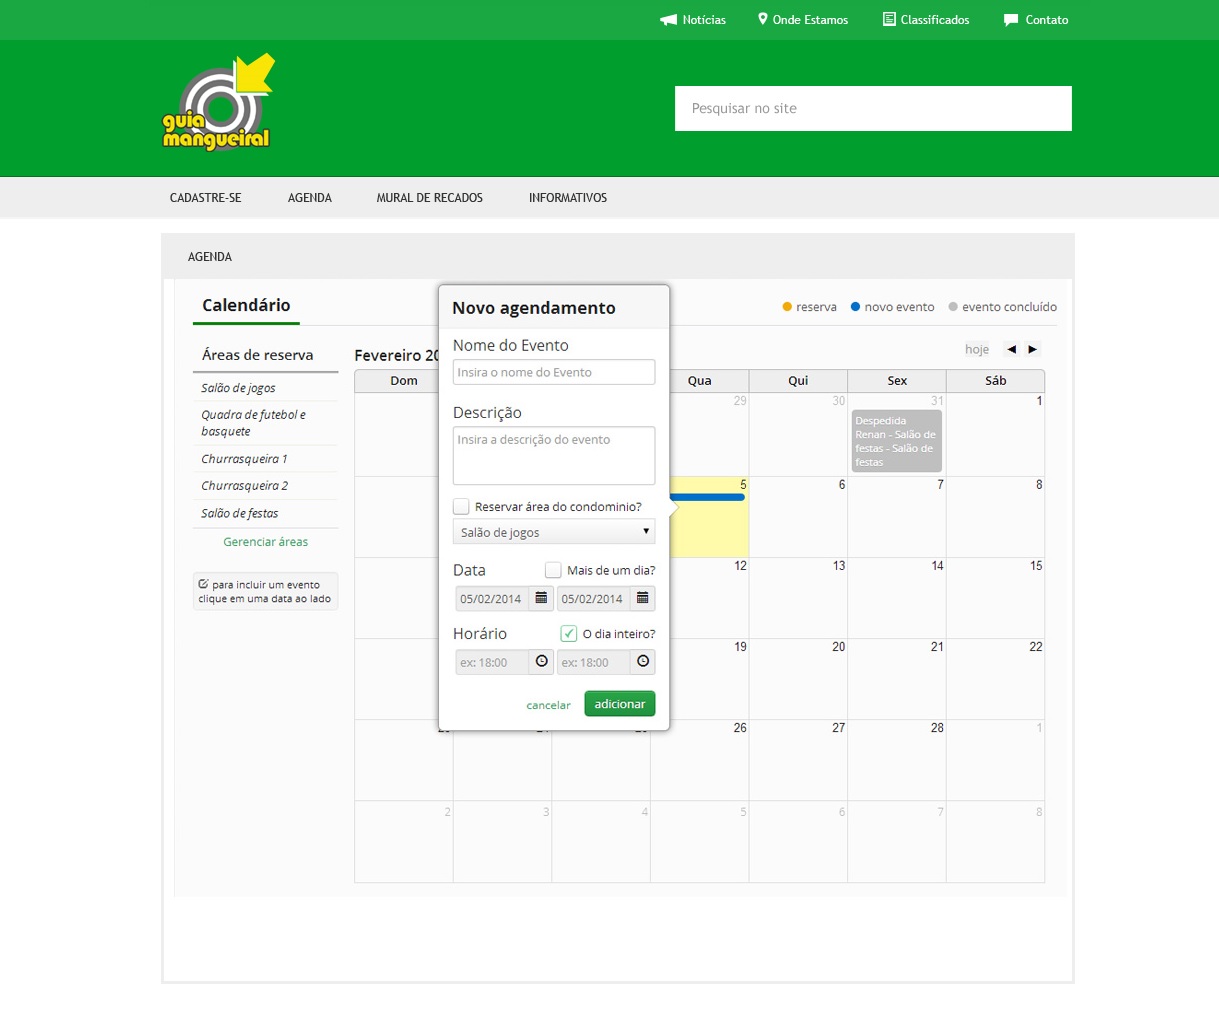 Notícias
Onde Estamos
Classificados
Contato
guia
mangueiral
Pesquisar no site
CADASTRE-SE
AGENDA
MURAL DE RECADOS
INFORMATIVOS
AGENDA
Calendário
reserva
novo evento
evento concluído
Áreas de reserva
Salão de jogos
Quadra de futebol e
basquete
Churrasqueira 1
Churrasqueira 2
Salão de festas
Gerenciar áreas
para incluir um evento
clique em uma data ao lado
Novo agendamento
Nome do Evento
Insira o nome do Evento
Descrição
Insira a descrição do evento
Reservar área do condominio?
Salão de jogos
Data
Mais de um dia?
05/02/2014
05/02/2014
Horário
O dia inteiro?
ex: 18:00
ex: 18:00
cancelar
adicionar
Fevereiro 20
hoje
Dom
Qua
Qui
Sex
Sáb
29
30
31
1
Despedida
Renan - Salão de
festas - Salão de
festas
5
6
7
8
12
13
14
15
19
20
21
22
26
27
28
1
2
3
4
5
6
7
8